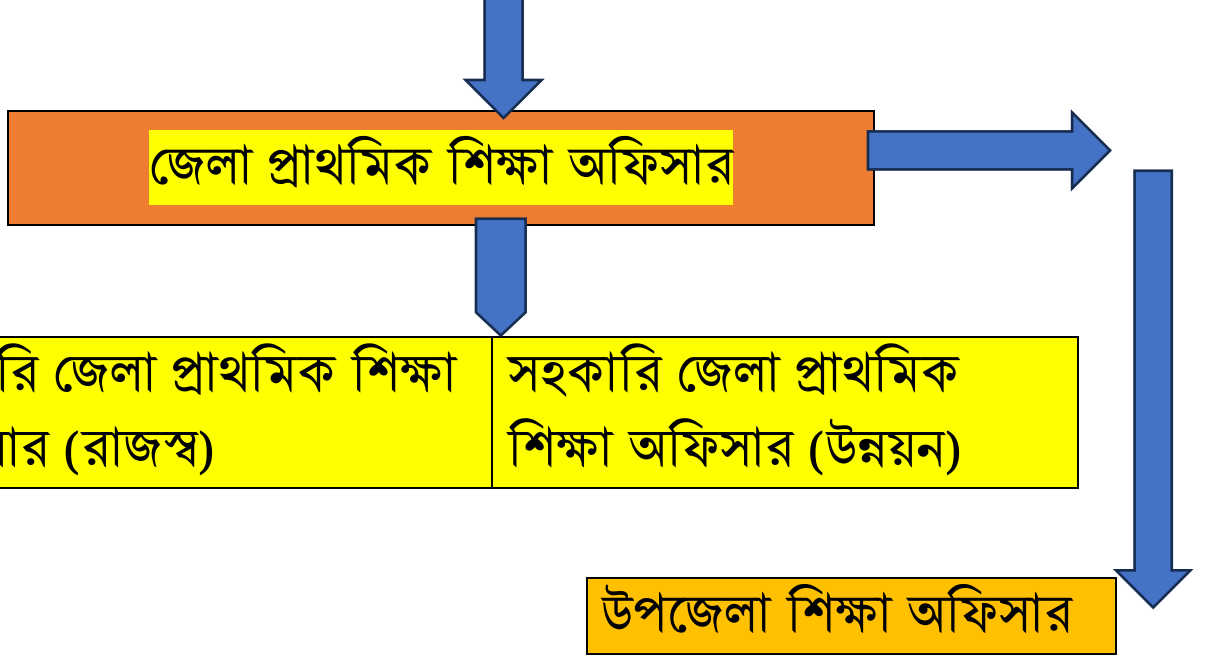 জেলা প্রাথমিক শিক্ষা অফিসার
রি জেলা প্রাথমিক শিক্ষা
ার (রাজস্ব)
সহকারি জেলা প্রাথমিক
শিক্ষা অফিসার (উন্নয়ন)
উপজেলা শিক্ষা অফিসার